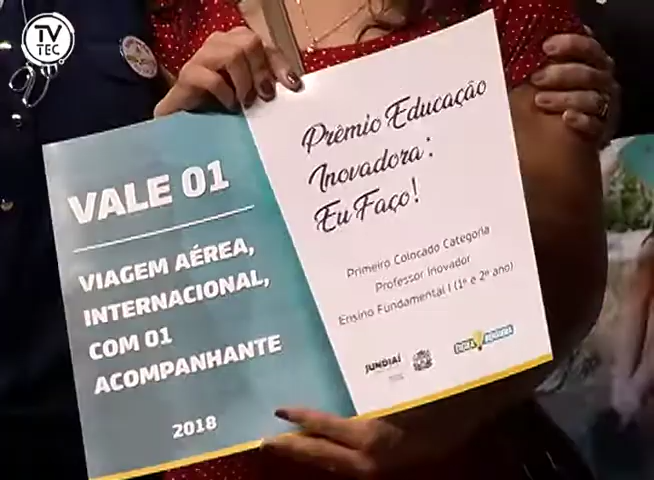 TV
TEC
VALE 01
VIAGEM AÉREA,
INTERNACIONAL,
COM 01
ACOMPANHANTE
2018
Prêmio Educação
Inovadora:
Eu Faço!
Primeiro Colocado Categoria
Professor Inovador
Ensino Fundamental I (1º e 2º ano)
JUNDIAÍ